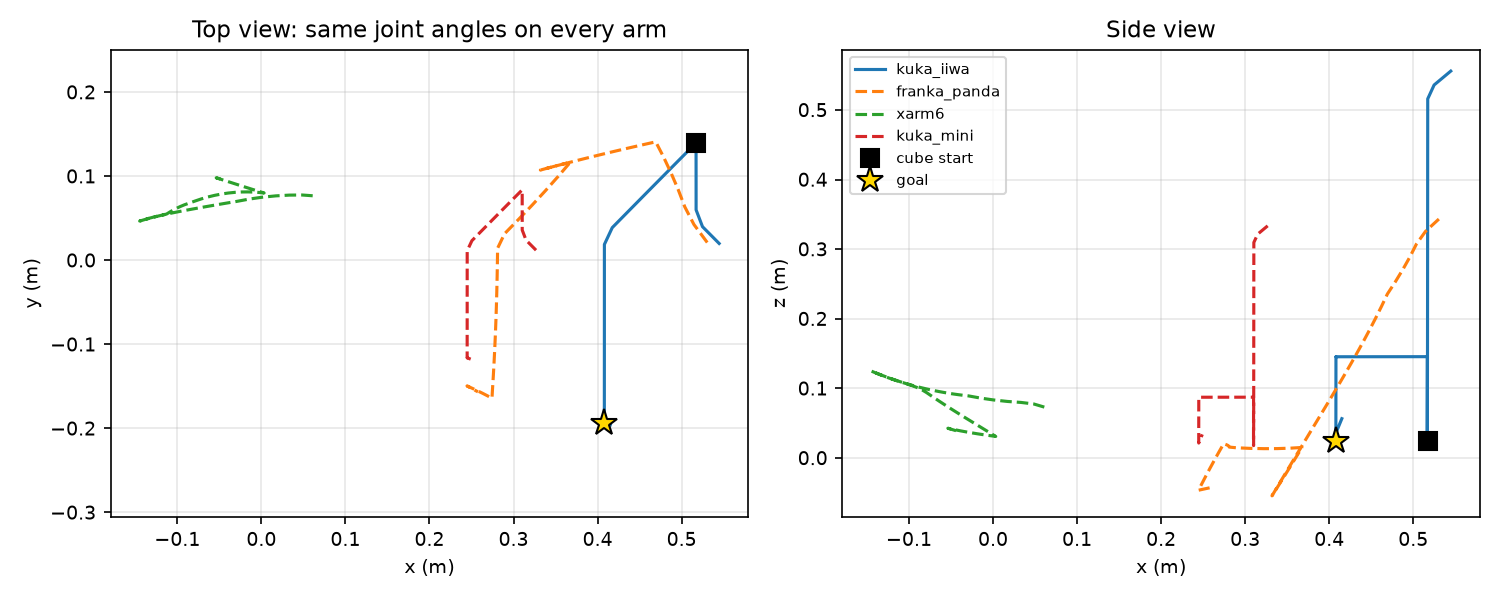 Top view: same joint angles on every arm
0.2
0.1
0.0
−0.1
−0.2
−0.3
y (m)
−0.1 0.0 0.1 0.2 0.3 0.4 0.5
x (m)
Side view
kuka_iiwa
franka_panda
xarm6
kuka_mini
cube start
goal
0.5
0.4
0.3
0.2
0.1
0.0
z (m)
−0.1 0.0 0.1 0.2 0.3 0.4 0.5
x (m)